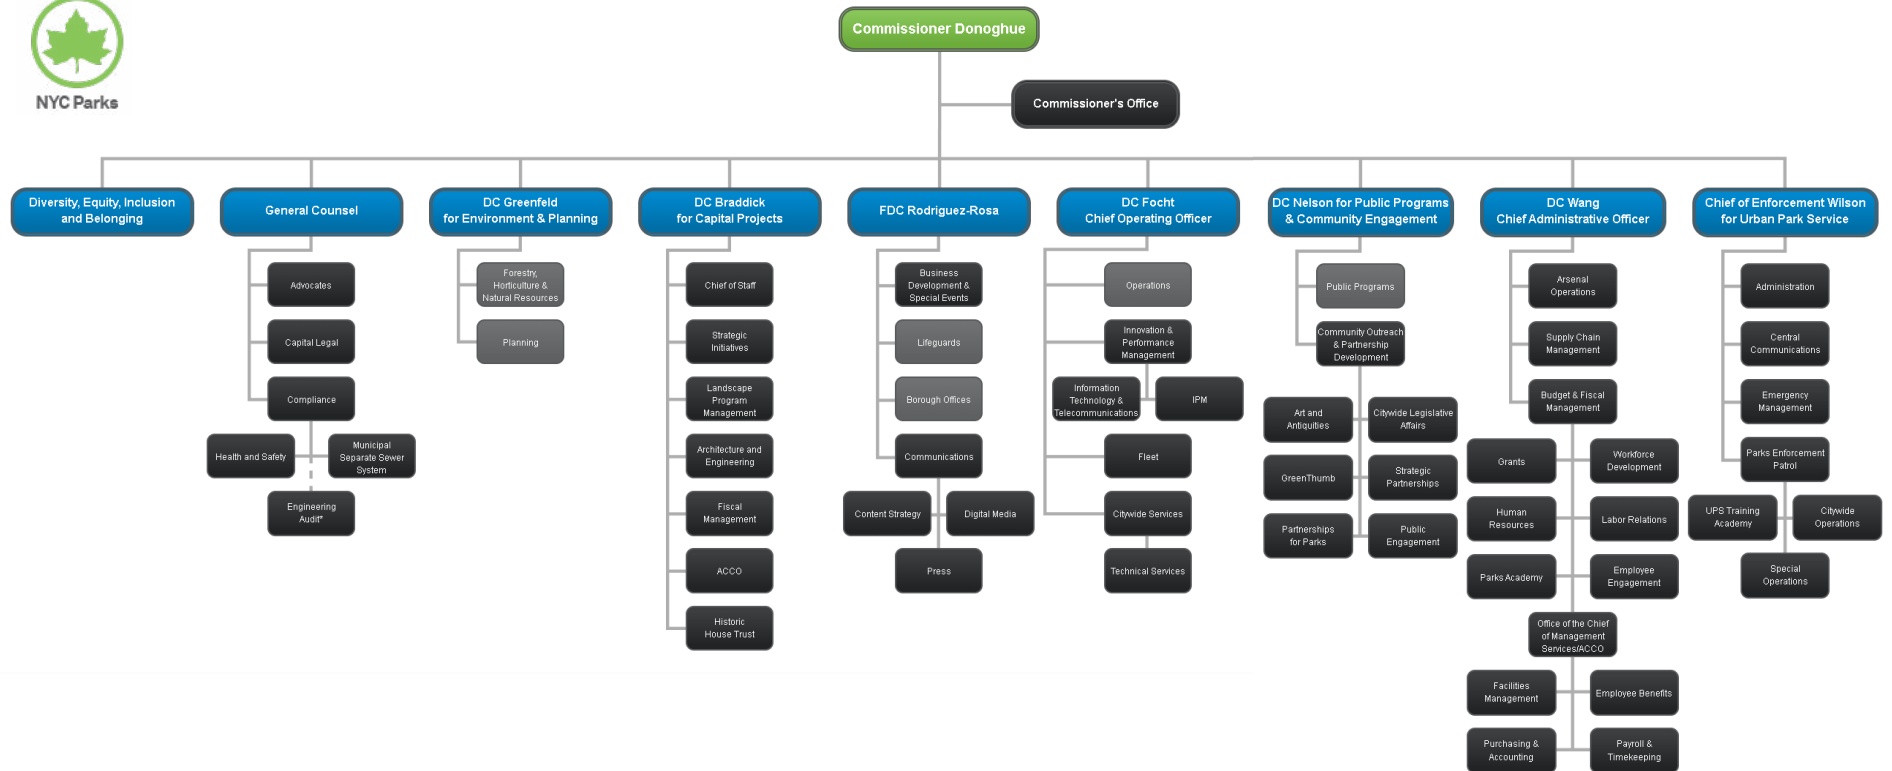 NYC Parks
Commissioner Donoghue
Commissioner's Office
Diversity, Equity, Inclusion
and Belonging
General Counsel
Advocates
Capital Legal
Compliance
Health and Safety
Municipal
Separate Sewer
System
Engineering
Audit*
DC Greenfeld
for Environment & Planning
Forestry,
Horticulture &
Natural Resources
Planning
DC Braddick
for Capital Projects
Chief of Staff
Strategic
Initiatives
Landscape
Program
Management
Architecture and
Engineering
Fiscal
Management
ACCO
Historic
House Trust
FDC Rodriguez-Rosa
Business
Development &
Special Events
Lifeguards
Borough Offices
Communications
Content Strategy
Digital Media
Press
DC Focht
Chief Operating Officer
Operations
Innovation &
Performance
Management
Information
Technology &
Telecommunications
IPM
Fleet
Citywide Services
Technical Services
DC Nelson for Public Programs
& Community Engagement
Public Programs
Community Outreach
& Partnership
Development
Art and
Antiquities
Citywide Legislative
Affairs
GreenThumb
Strategic
Partnerships
Partnerships
for Parks
Public
Engagement
DC Wang
Chief Administrative Officer
Arsenal
Operations
Supply Chain
Management
Budget & Fiscal
Management
Grants
Workforce
Development
Human
Resources
Labor Relations
Parks Academy
Employee
Engagement
Office of the Chief
of Management
Services/ACCO
Facilities
Management
Employee Benefits
Purchasing &
Accounting
Payroll &
Timekeeping
Chief of Enforcement Wilson
for Urban Park Service
Administration
Central
Communications
Emergency
Management
Parks Enforcement
Patrol
UPS Training
Academy
Citywide
Operations
Special
Operations